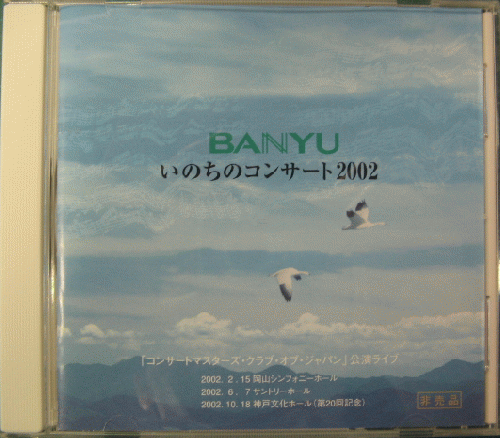 BANYU
いのちのコンサート2002
「コンサートマスターズ・クラブ・オブ・ジャパン」公演ライブ
2002. 2. 15 岡山シンフォニーホール
2002. 6. 7 サントリーホール
2002. 10. 18 神戸文化ホール(第20回記念)
非売品